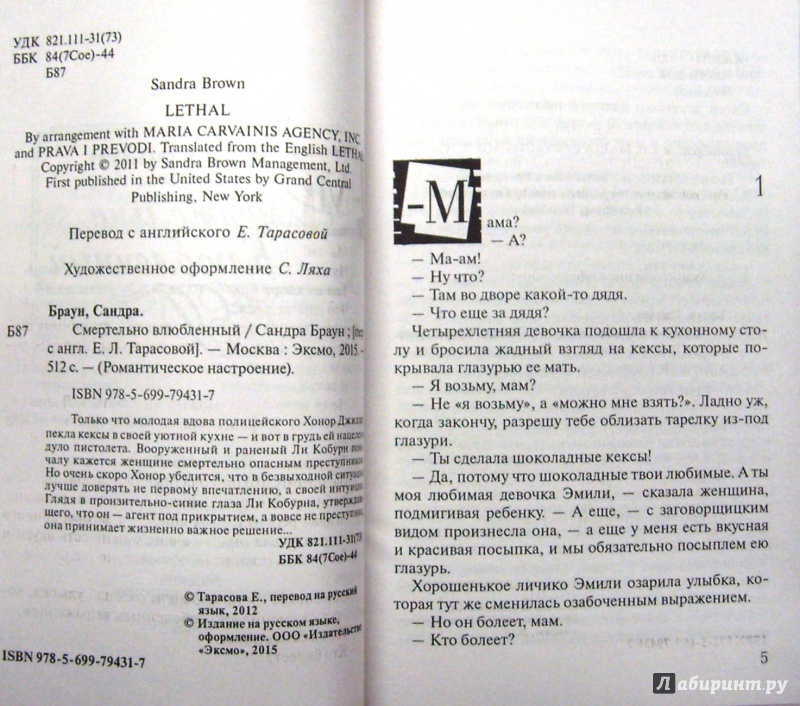 УДК 821.111-31(73)
ББК 84(7Сое)-44
Б87
Sandra Brown
LETHAL
By arrangement with MARIA CARVAINIS AGENCY, INC
and PRAVA I PREVODI. Translated from the English LETHAL
Copyright © 2011 by Sandra Brown Management, Ltd.
First published in the United States by Grand Central
Publishing, New York
Перевод с английского Е. Тарасовой
Художественное оформление С. Ляха
Браун, Сандра.
Б87 Смертельно влюбленный / Сандра Браун ; [пер.
с англ. Е. Л. Тарасовой]. — Москва : Эксмо, 2015. –
512 с. — (Романтическое настроение).
ISBN 978-5-699-79431-7
Только что молодая вдова полицейского Хонор
пекла кексы в своей уютной кухне — и вот в грудь ей
дуло пистолета. Вооруженный и раненый Ли Кобурн
чалу кажется женщине смертельно опасным
Но очень скоро Хонор убедится, что в безвыходной
лучше доверять не первому впечатлению, а своей
Глядя в пронзительно-синие глаза Ли Кобурна,
шего, что он — агент под прикрытием, а вовсе не
она принимает жизненно важное решение...
УДК 821.111-31(73
ББК 84(7Сое)-44
© Тарасова Е., перевод на русский
язык, 2012
© Издание на русском языке,
оформление. ООО «Издательство
«Эксмо», 2015
ISBN 978-5-699-79431-7
1
-Мама?
— А?
— Ма-ам!
— Ну что?
— Там во дворе какой-то дядя.
— Что еще за дядя?
Четырехлетняя девочка подошла к кухонному сто-
лу и бросила жадный взгляд на кексы, которые по-
крывала глазурью ее мать.
— Я возьму, мам?
— Не «я возьму», а «можно мне взять?». Ладно уж,
когда закончу, разрешу тебе облизать тарелку из-под
глазури.
— Ты сделала шоколадные кексы!
— Да, потому что шоколадные твои любимые. А ты
моя любимая девочка Эмили, — сказала женщина,
подмигивая ребенку. — А еще, — с заговорщицким
видом произнесла она, — а еще у меня есть вкусная
и красивая посыпка, и мы обязательно посыплем ею
глазурь.
Хорошенькое личико Эмили озарила улыбка, ко-
торая тут же сменилась озабоченным выражением.
— Но он болеет, мам.
— Кто болеет?
5
Лабиринт.ру